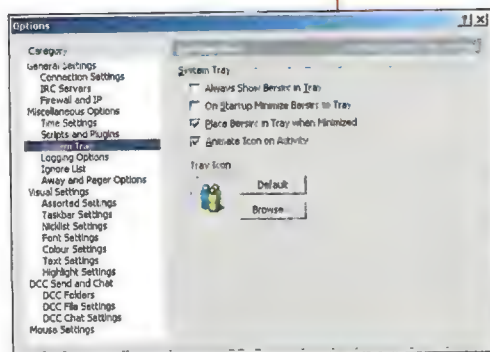 Options
Category
General Settings
Connection Settings
IRC Servers
Firewall and IP
Miscellaneous Options
Time Settings
Scripts and Plugins
Tray
Logging Options
Ignore List
Away and Pager Options
Visual Settings
Assorted Settings
Taskbar Settings
Nicklist Settings
Font Settings
Colour Settings
Text Settings
Highlight Settings
DCC Send and Chat
DCC Folders
DCC File Settings
DCC Chat Settings
Mouse Settings
System Tray
Always Show Bersirc in Tray
On Startup Minimize Bersirc to Tray
Place Bersirc in Tray when Minimized
Animate Icon on Activity
Tray Icon
Default
Browse...